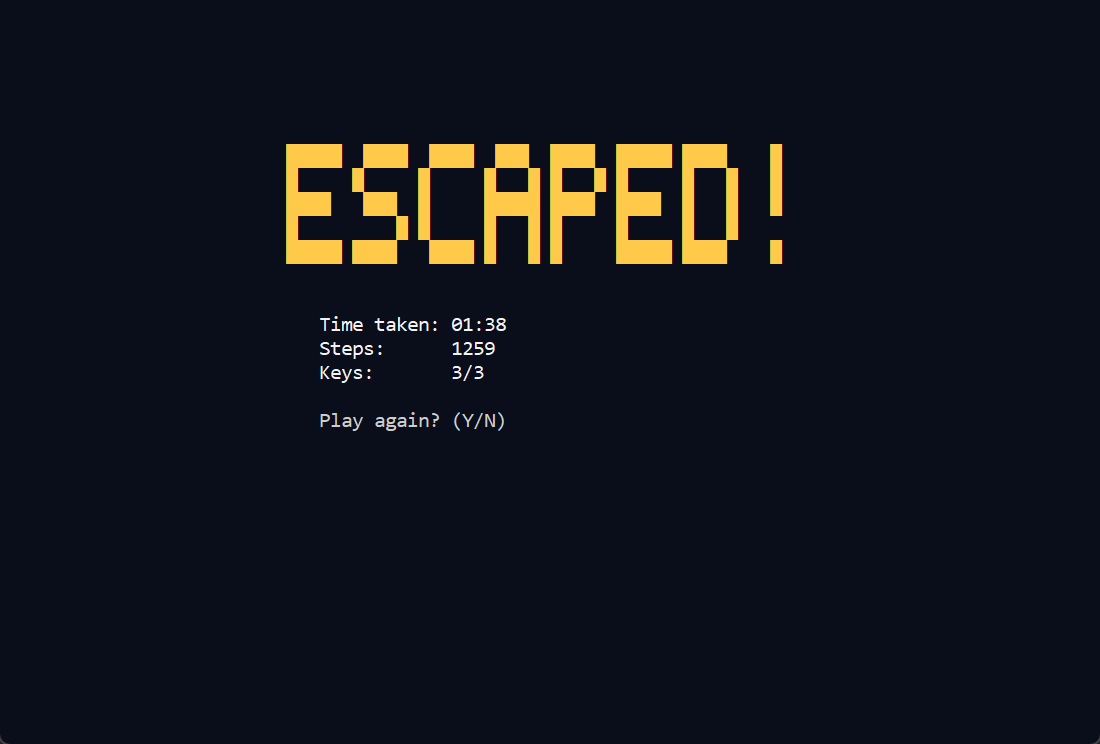 ESCAPED!
Time taken: 01:38
Steps: 1259
Keys: 3/3
Play again? (Y/N)